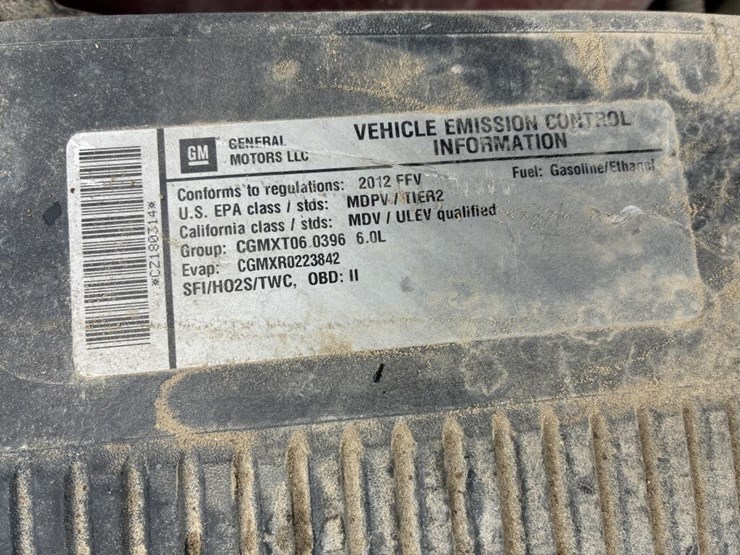 *CZ180314*
GM
GENERAL
MOTORS LLC
VEHICLE EMISSION CONTROL
INFORMATION
Conforms to regulations: 2012 FFV
Fuel: Gasoline/Ethanol
U.S. EPA class / stds: MDPV / TIER2
California class / stds: MDV / ULEV qualified
Group: CGMXT06.0396 6.0L
Evap: CGMXR0223842
SFI/HO2S/TWC, OBD: II